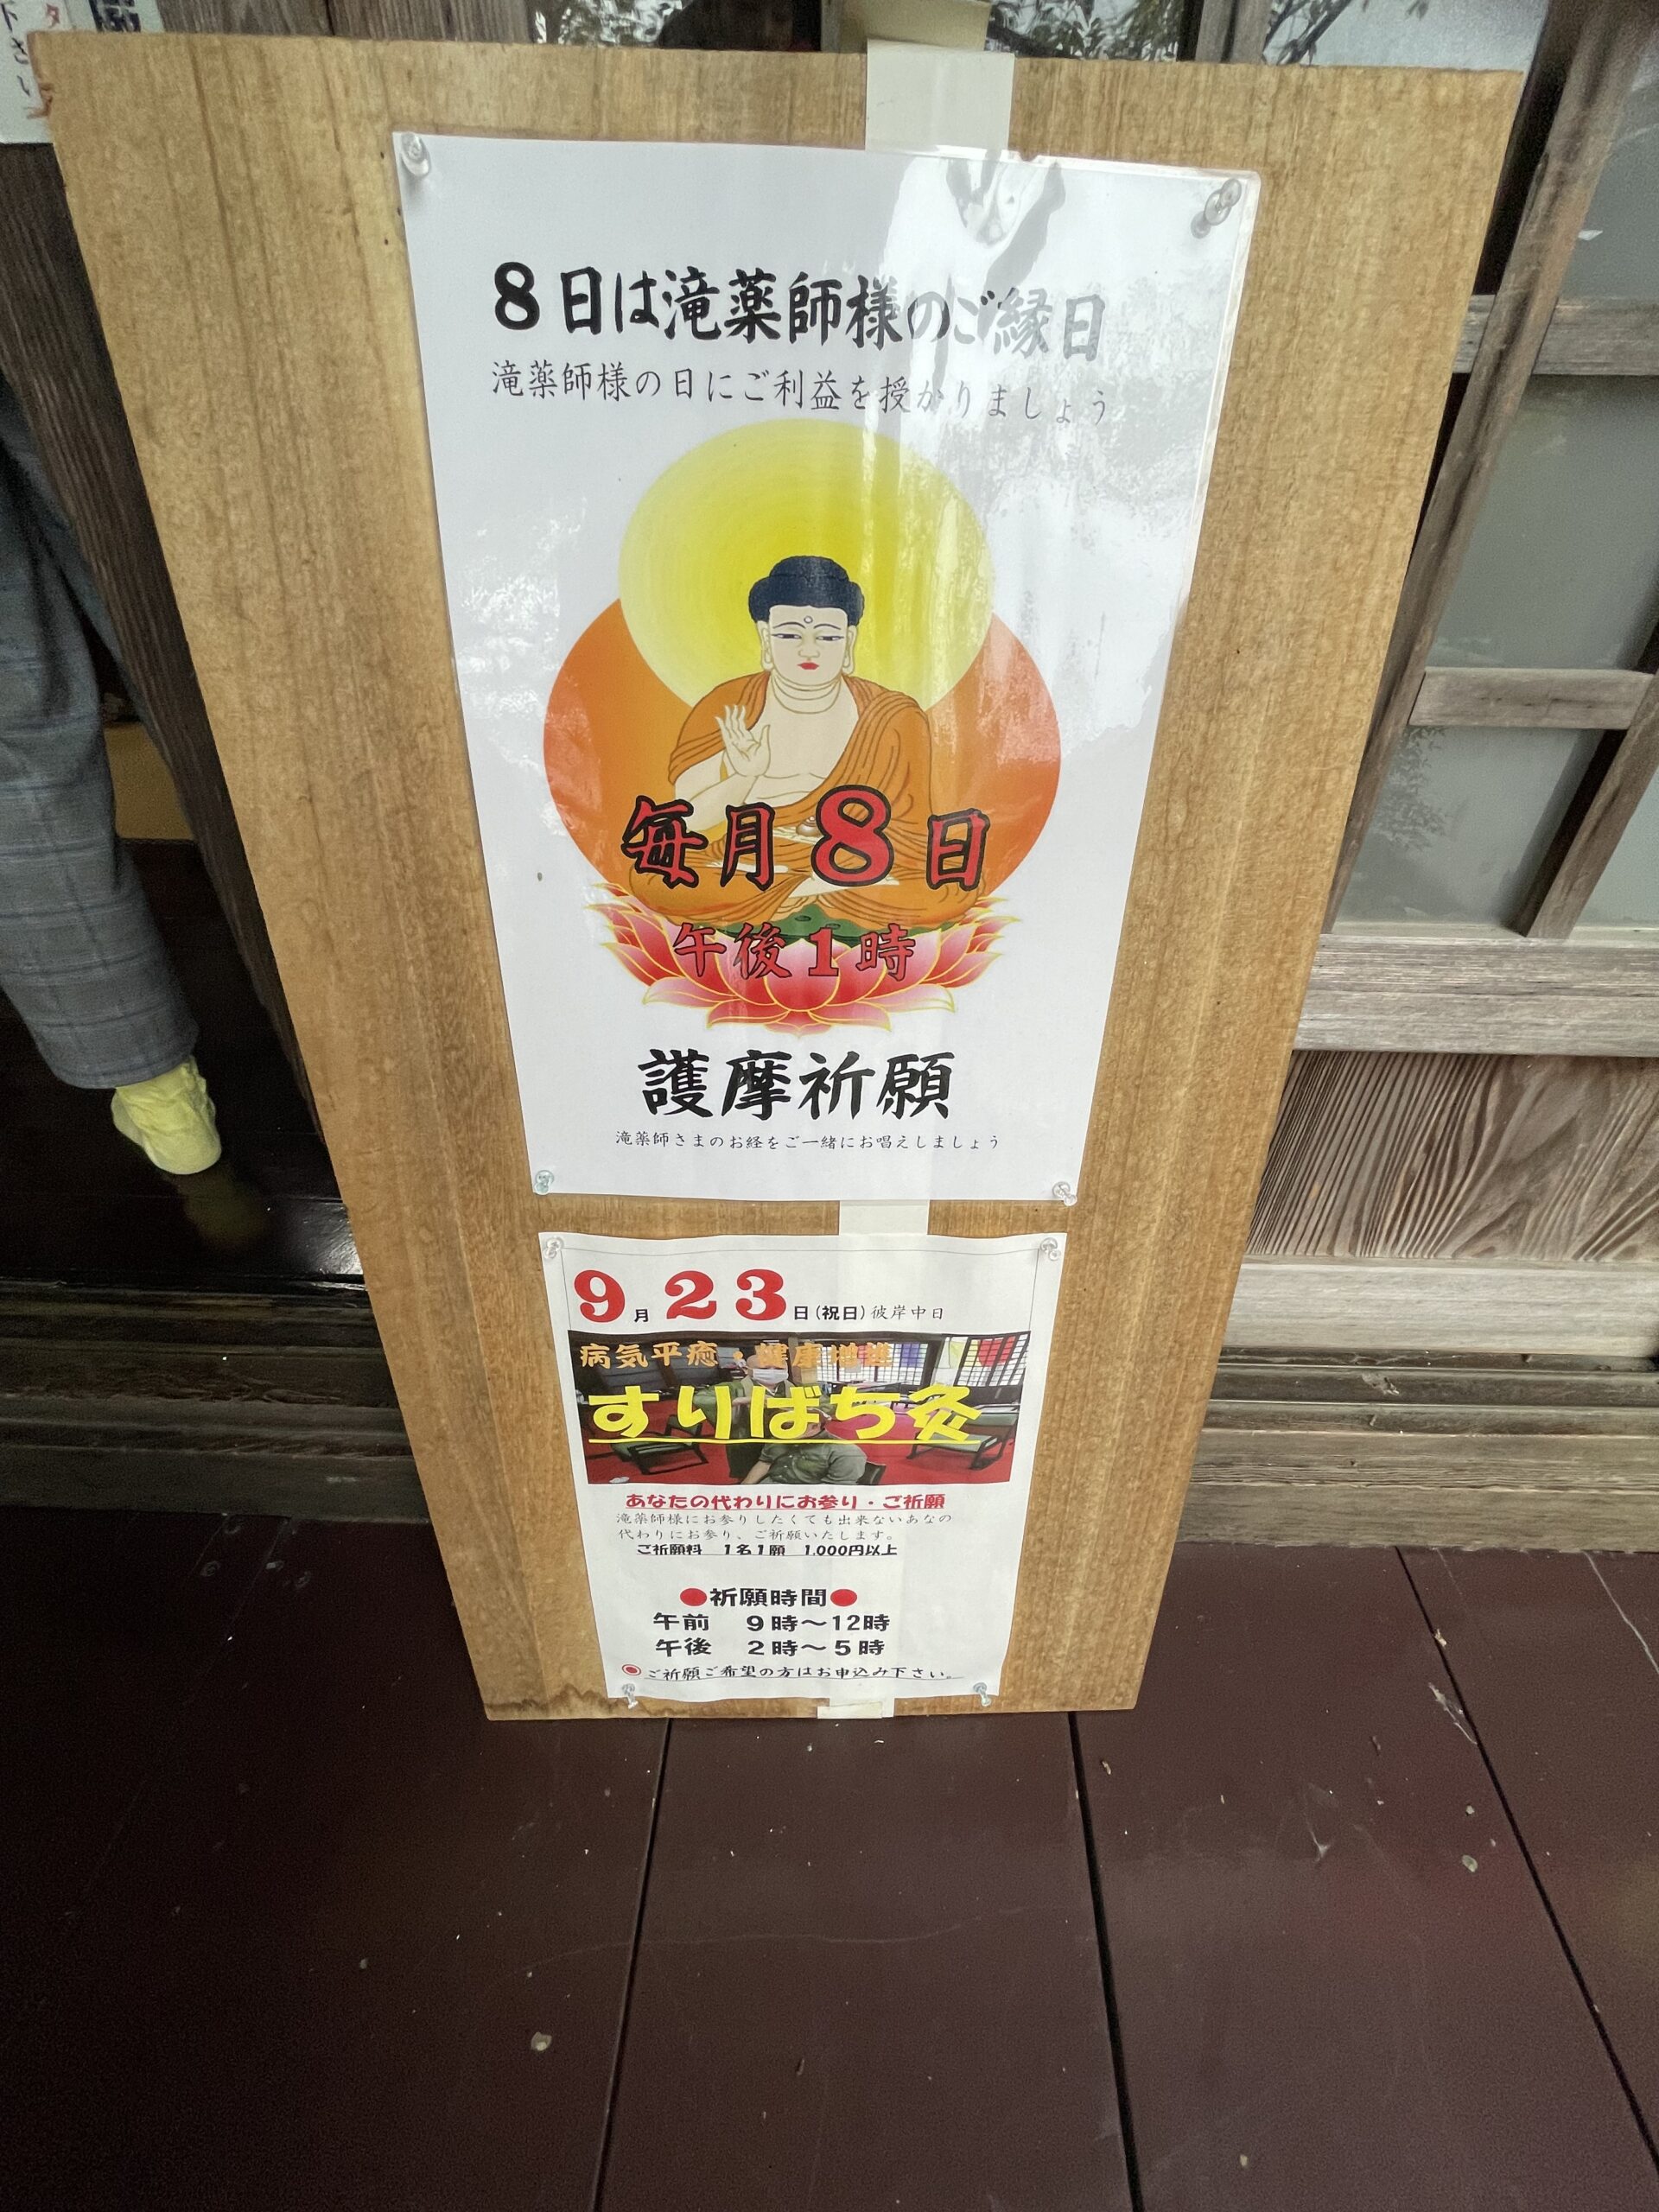 8日は滝薬師様のご縁日
滝薬師様の日にご利益を授かりましょう
毎月8日
午後1時
護摩祈願
滝薬師さまのお経をご一緒にお唱えしましょう
9月23日(祝日)彼岸中日
病気平癒・健康増進
すりばち灸
あなたの代わりにお参り・ご祈願
滝薬師様にお参りしたくても出来ないあなの
代わりにお参り、ご祈願いたします。
ご祈願料 1名1願 1,000円以上
●祈願時間●
午前 9時～12時
午後 2時～5時
◉ご祈願ご希望の方はお申込み下さい。
下さい